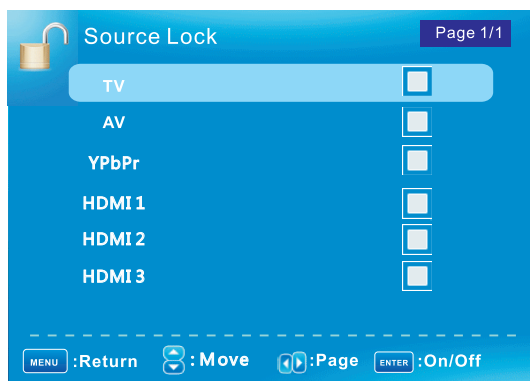 Source Lock
Page 1/1
TV
AV
YPbPr
HDMI 1
HDMI 2
HDMI 3
MENU :Return :Move :Page ENTER :On/Off